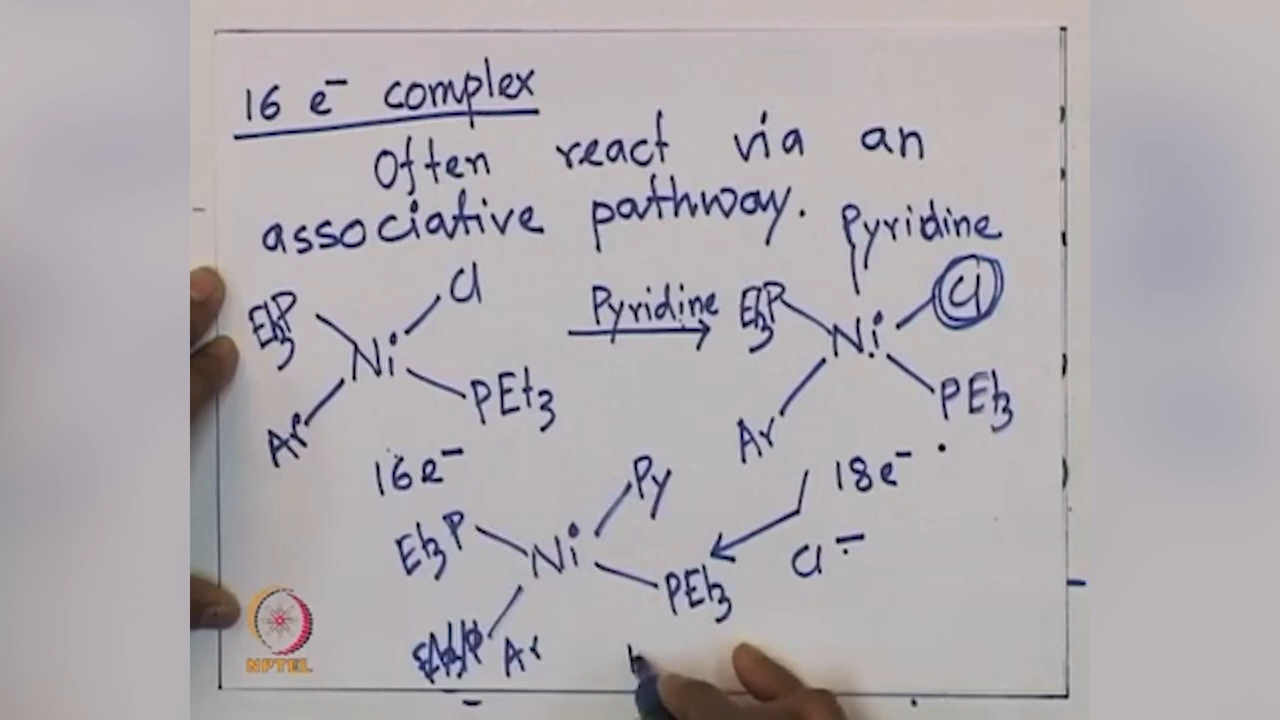 16 e⁻ complex
Often react via an
associative pathway.
Pyridine
Et₃P Cl
Ni
Ar PEt₃
16e⁻
Pyridine
Et₃P Cl
Ni
Ar PEt₃
18e⁻
Cl⁻
Et₃P Py
Ni
Ar PEt₃
NPTEL